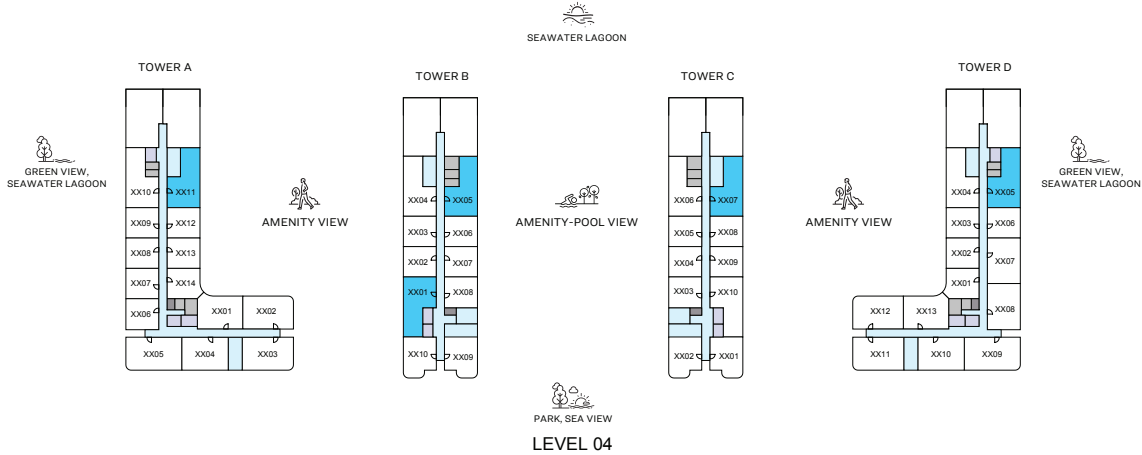 SEAWATER LAGOON
TOWER A
TOWER B
TOWER C
TOWER D
GREEN VIEW,
SEAWATER LAGOON
AMENITY VIEW
AMENITY-POOL VIEW
AMENITY VIEW
GREEN VIEW,
SEAWATER LAGOON
XX10 XX11
XX09 XX12
XX08 XX13
XX07 XX14
XX06 XX01 XX02
XX05 XX04 XX03
XX04 XX05
XX03 XX06
XX02 XX07
XX01 XX08
XX10 XX09
XX06 XX07
XX05 XX08
XX04 XX09
XX03 XX10
XX02 XX01
XX04 XX05
XX03 XX06
XX02 XX07
XX01
XX12 XX13 XX08
XX11 XX10 XX09
PARK, SEA VIEW
LEVEL 04